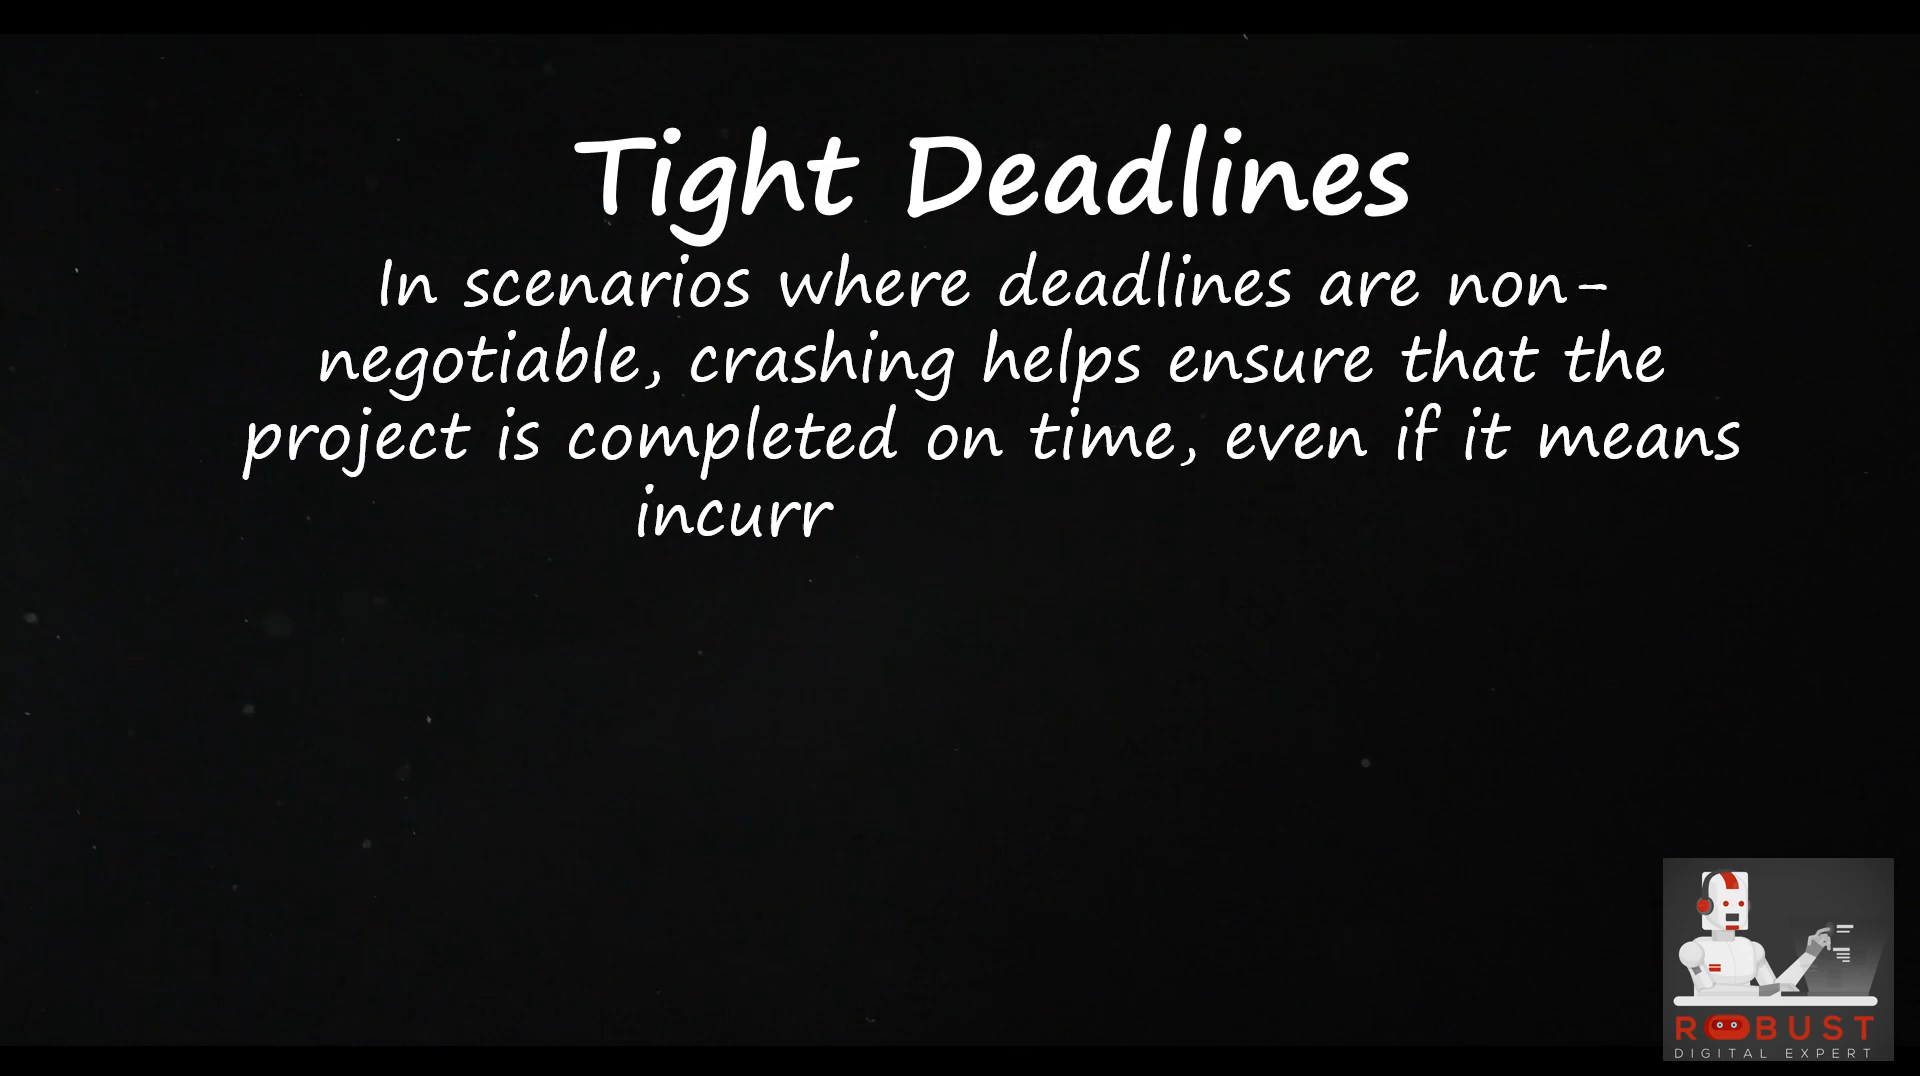 Tight Deadlines
In scenarios where deadlines are non-
negotiable, crashing helps ensure that the
project is completed on time, even if it means
incurr
ROBUST
DIGITAL EXPERT